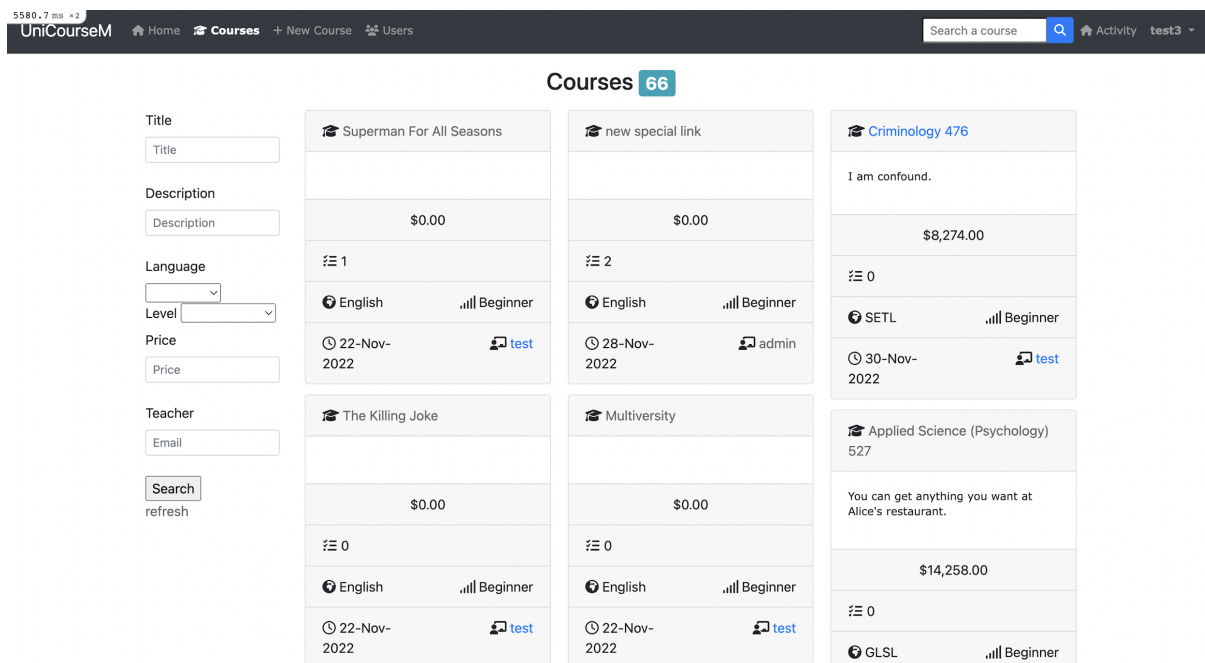 5580.7 ms ×2
UniCourseM Home Courses + New Course Users Search a course Activity test3
Courses 66
Title
Title
Description
Description
Language
Level
Price
Price
Teacher
Email
Search
refresh
Superman For All Seasons
$0.00
1
English Beginner
22-Nov-
2022
test
new special link
$0.00
2
English Beginner
28-Nov-
2022
admin
Criminology 476
I am confound.
$8,274.00
0
SETL Beginner
30-Nov-
2022
test
The Killing Joke
$0.00
0
English Beginner
22-Nov-
2022
test
Multiversity
$0.00
0
English Beginner
22-Nov-
2022
test
Applied Science (Psychology)
527
You can get anything you want at
Alice's restaurant.
$14,258.00
0
GLSL Beginner